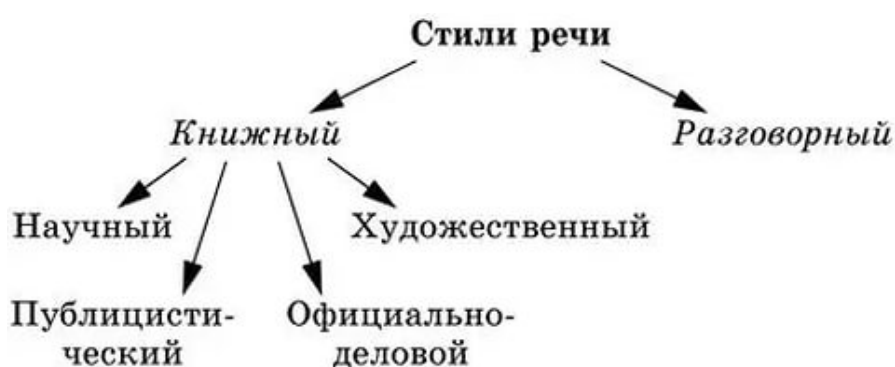 Стили речи
Книжный
Разговорный
Научный
Художественный
Публицисти-
ческий
Официально-
деловой